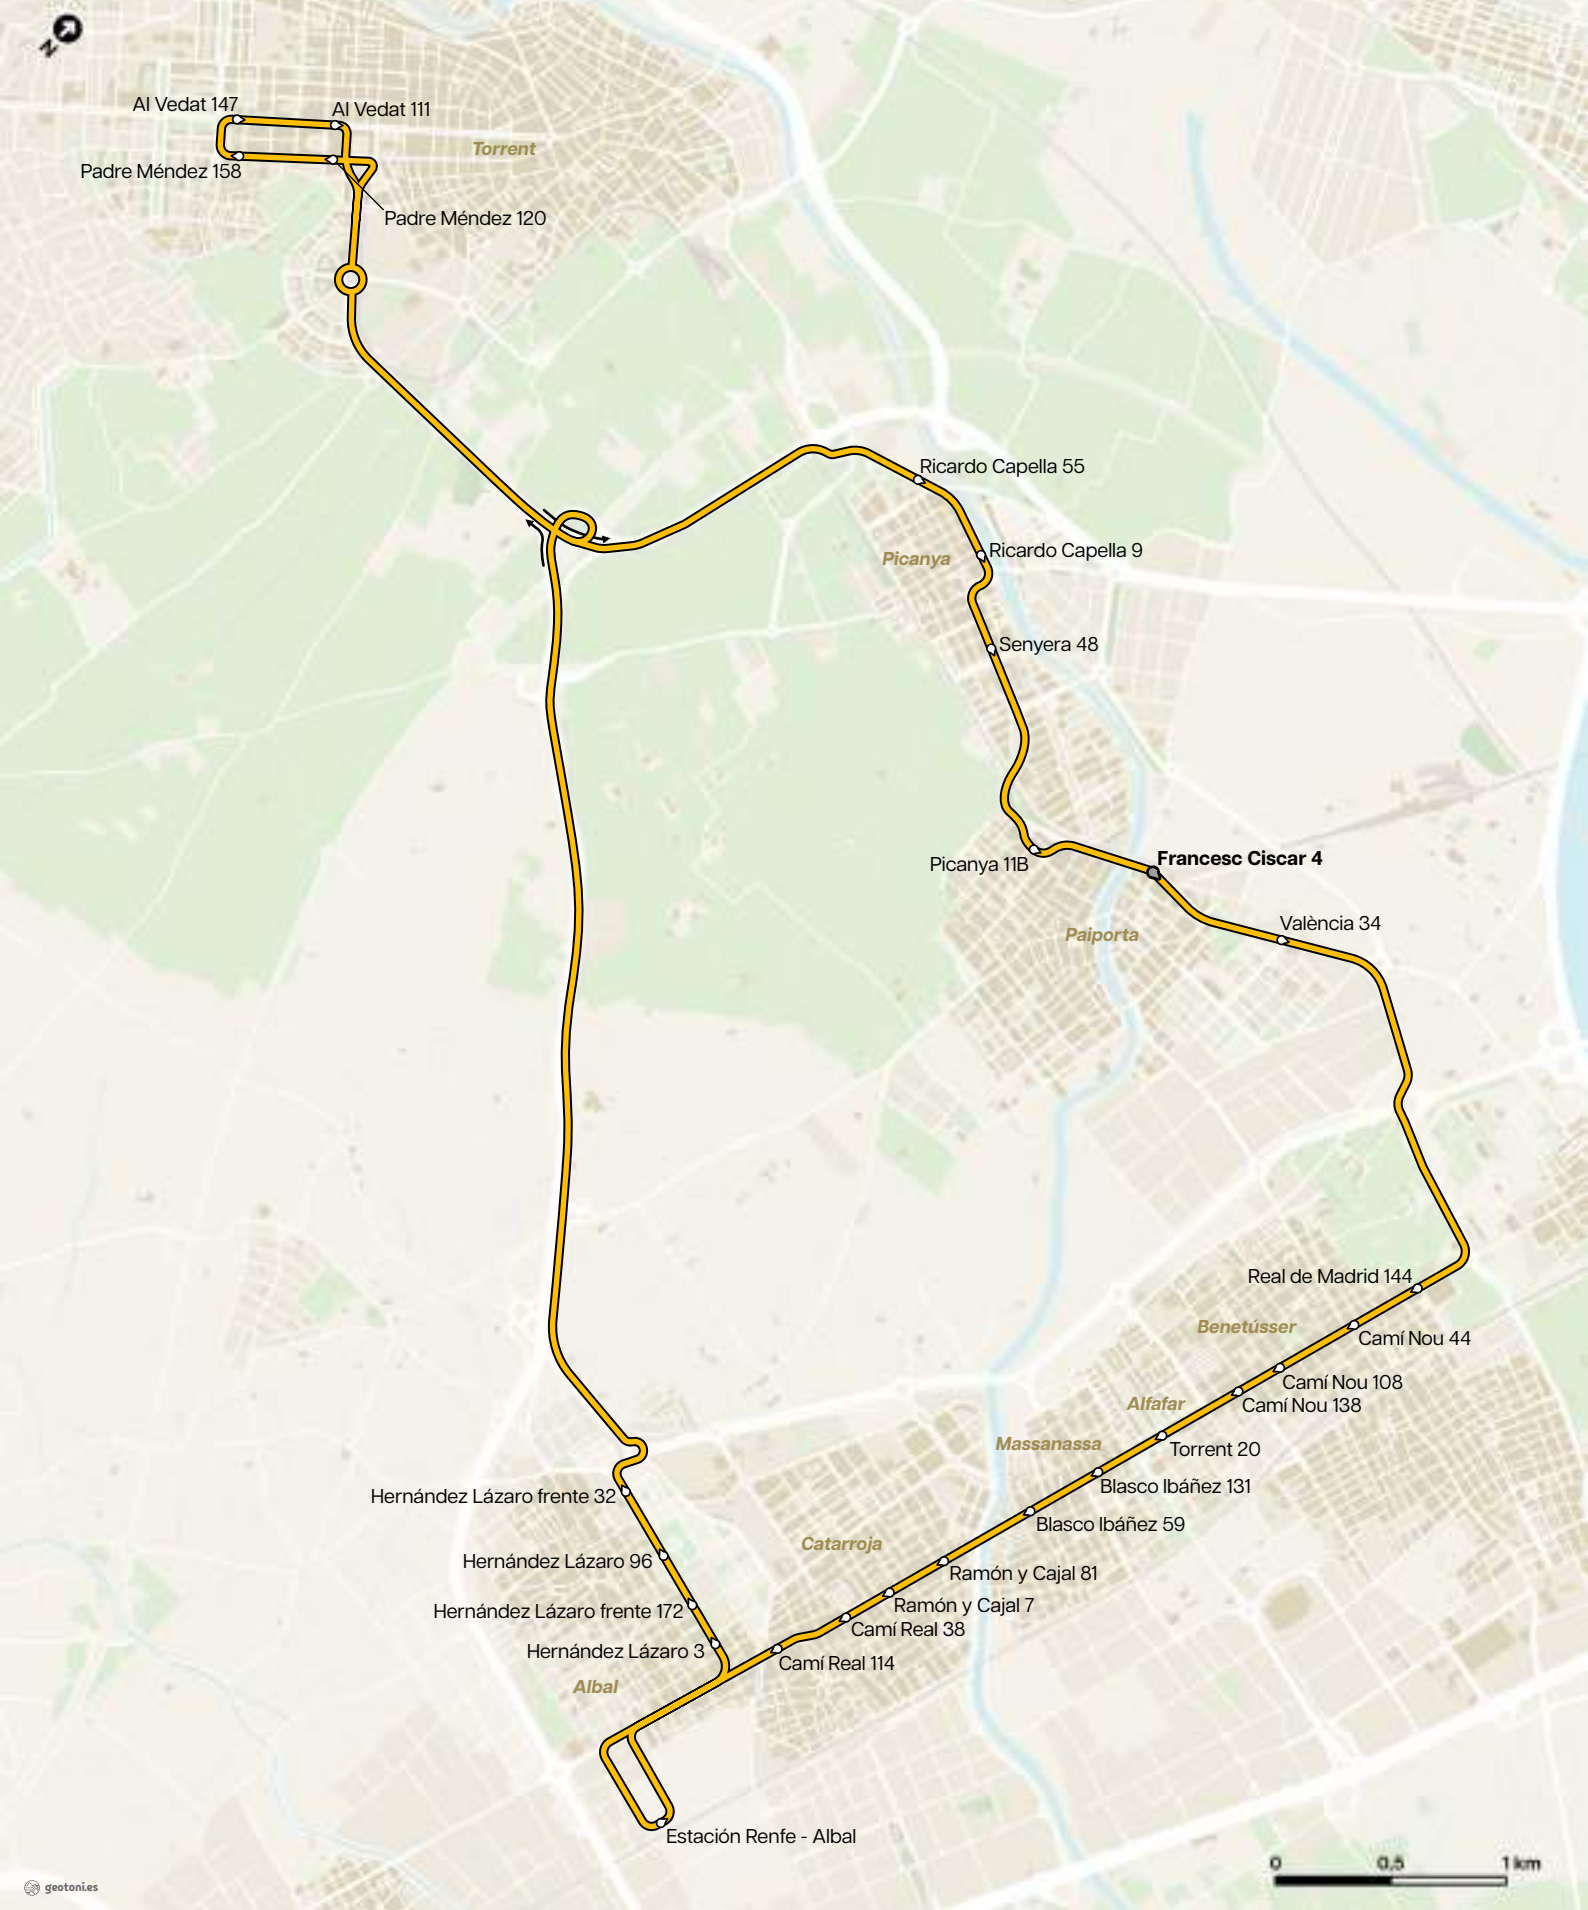 N
Al Vedat 147
Al Vedat 111
Torrent
Padre Méndez 158
Padre Méndez 120
Ricardo Capella 55
Ricardo Capella 9
Picanya
Senyera 48
Francesc Ciscar 4
Picanya 11B
València 34
Paiporta
Real de Madrid 144
Benetússer
Camí Nou 44
Camí Nou 108
Alfafar
Camí Nou 138
Massanassa
Torrent 20
Blasco Ibáñez 131
Hernández Lázaro frente 32
Blasco Ibáñez 59
Catarroja
Hernández Lázaro 96
Ramón y Cajal 81
Ramón y Cajal 7
Hernández Lázaro frente 172
Camí Real 38
Hernández Lázaro 3
Camí Real 114
Albal
Estación Renfe - Albal
0 0,5 1 km
geotoni.es